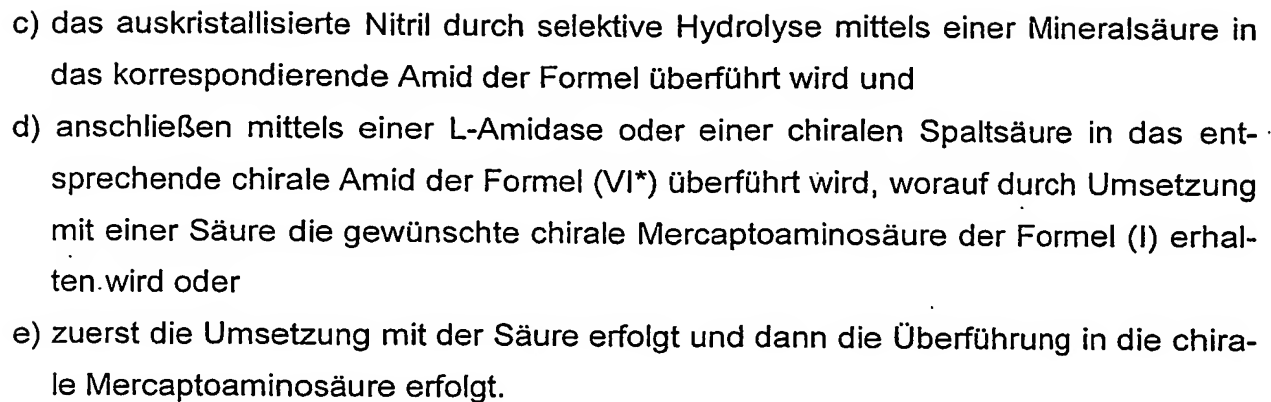 c) das auskristallisierte Nitril durch selektive Hydrolyse mittels einer Mineralsäure in
das korrespondierende Amid der Formel überführt wird und
d) anschließen mittels einer L-Amidase oder einer chiralen Spaltsäure in das ent-
sprechende chirale Amid der Formel (VI*) überführt wird, worauf durch Umsetzung
mit einer Säure die gewünschte chirale Mercaptoaminosäure der Formel (I) erhal-
ten wird oder
e) zuerst die Umsetzung mit der Säure erfolgt und dann die Überführung in die chira-
le Mercaptoaminosäure erfolgt.